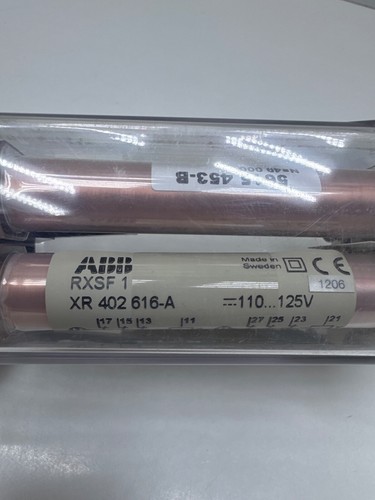 5645 453-B
ABB
RXSF 1
XR 402 616-A
Made in
Sweden
CE
1206
110...125V
17 15 13 11 27 25 23 21